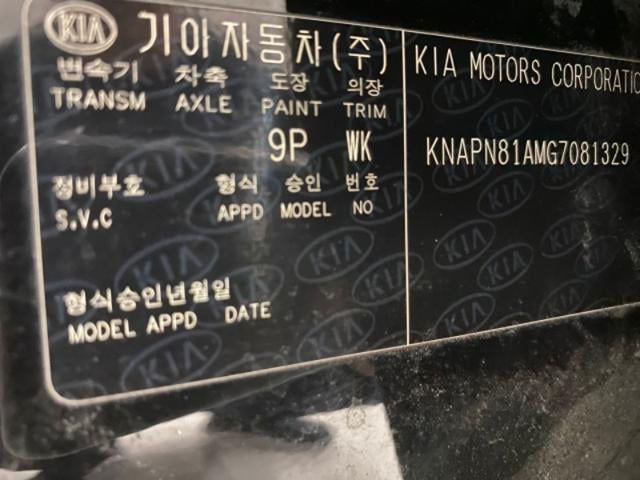 KIA 기아자동차(주)
변속기 차축 도장 의장
TRANSM AXLE PAINT TRIM
9P WK
정비부호 형식 승인 번호
S.V.C APPD MODEL NO
형식승인년월일
MODEL APPD DATE
KIA MOTORS CORPORATIO
KNAPN81AMG7081329